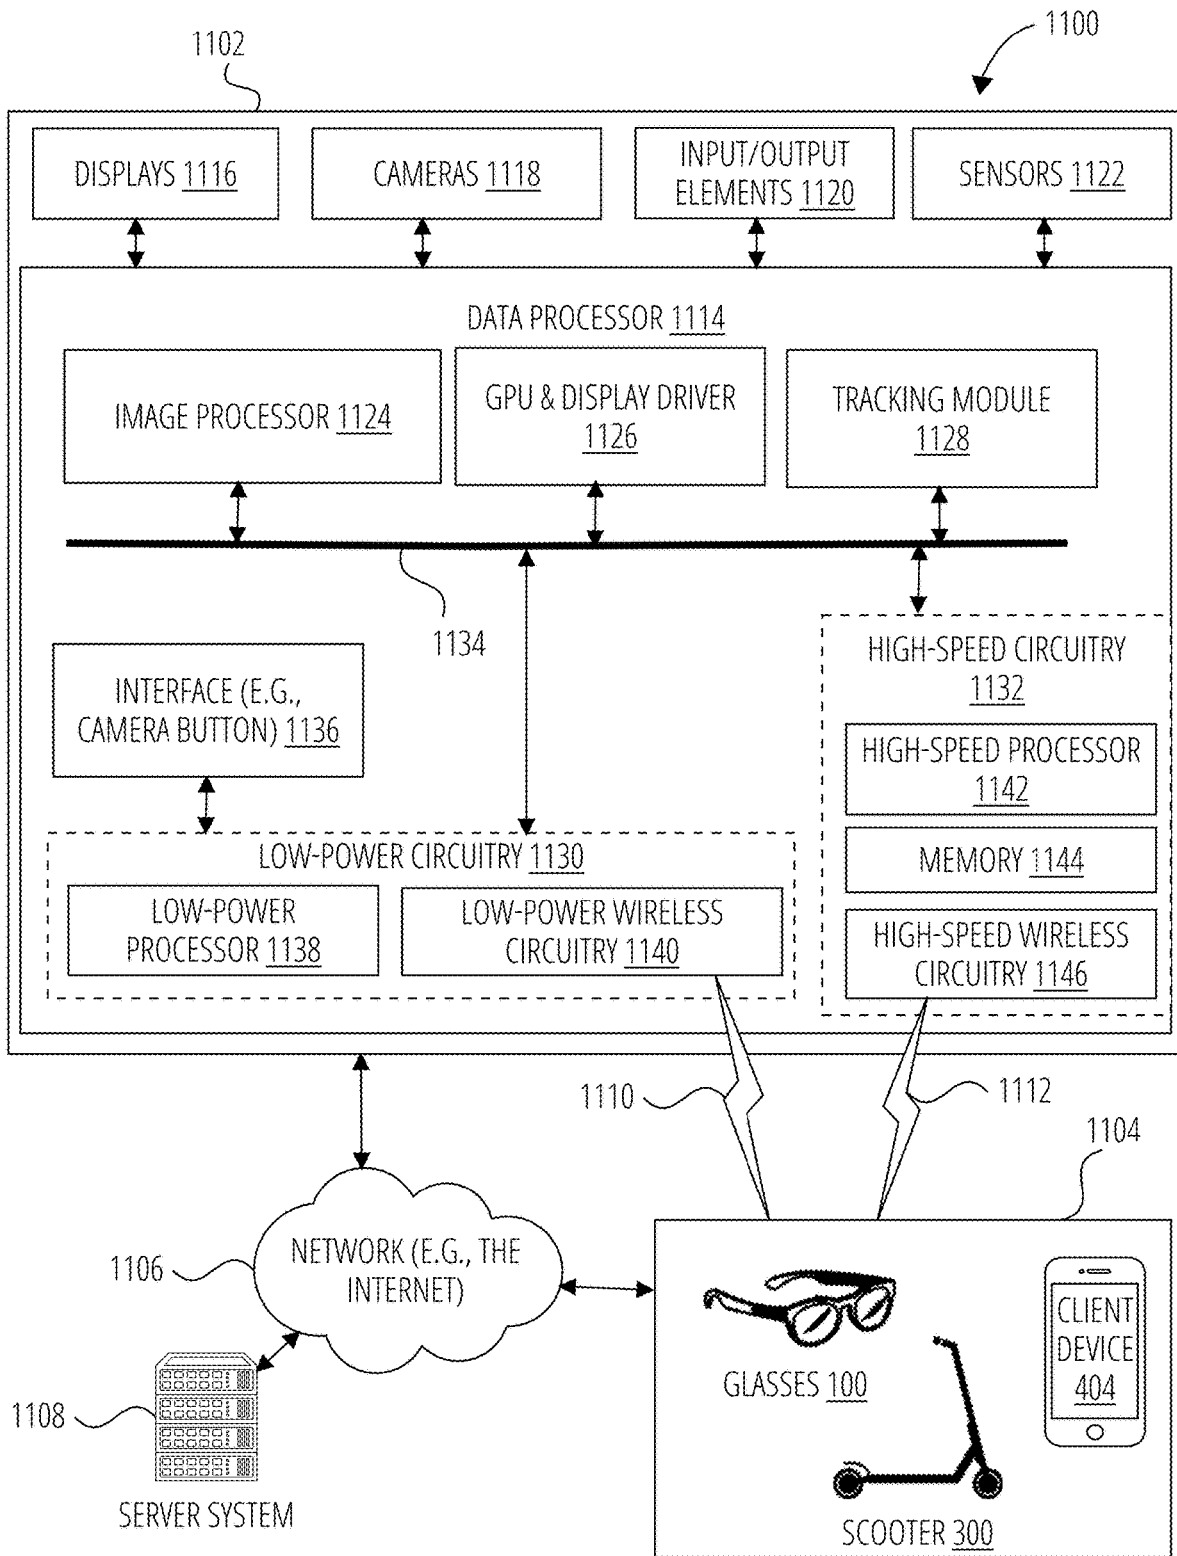 1100
1102
DISPLAYS 1116
CAMERAS 1118
INPUT/OUTPUT
ELEMENTS 1120
SENSORS 1122
DATA PROCESSOR 1114
IMAGE PROCESSOR 1124
GPU & DISPLAY DRIVER
1126
TRACKING MODULE
1128
1134
INTERFACE (E.G.,
CAMERA BUTTON) 1136
HIGH-SPEED CIRCUITRY
1132
HIGH-SPEED PROCESSOR
1142
MEMORY 1144
HIGH-SPEED WIRELESS
CIRCUITRY 1146
LOW-POWER CIRCUITRY 1130
LOW-POWER
PROCESSOR 1138
LOW-POWER WIRELESS
CIRCUITRY 1140
1110
1112
1104
1106
NETWORK (E.G., THE
INTERNET)
1108
SERVER SYSTEM
GLASSES 100
CLIENT
DEVICE
404
SCOOTER 300